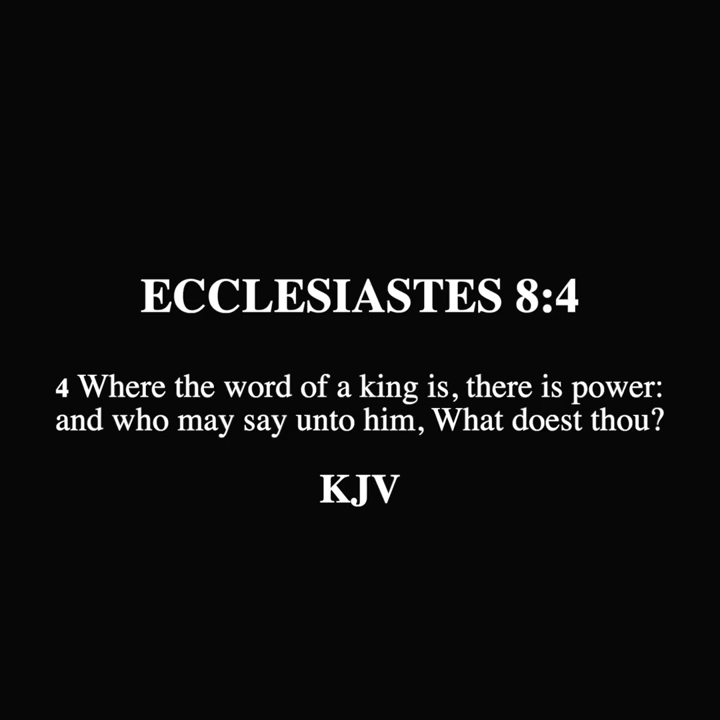 ECCLESIASTES 8:4
4 Where the word of a king is, there is power:
and who may say unto him, What doest thou?
KJV